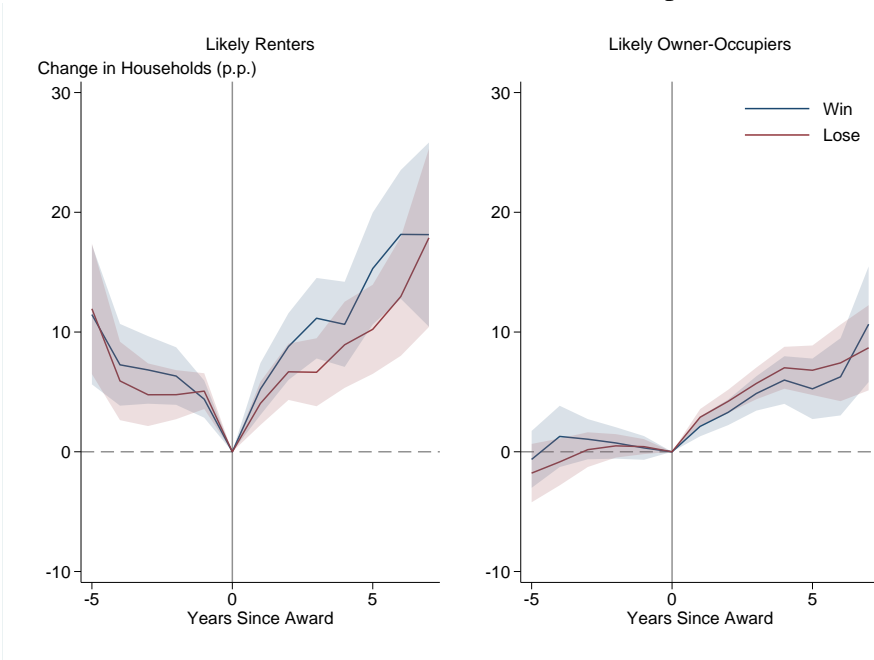 Likely Renters
Change in Households (p.p.)
30
20
10
0
-10
-5 0 5
Years Since Award
Likely Owner-Occupiers
30
20
10
0
-10
Win
Lose
-5 0 5
Years Since Award